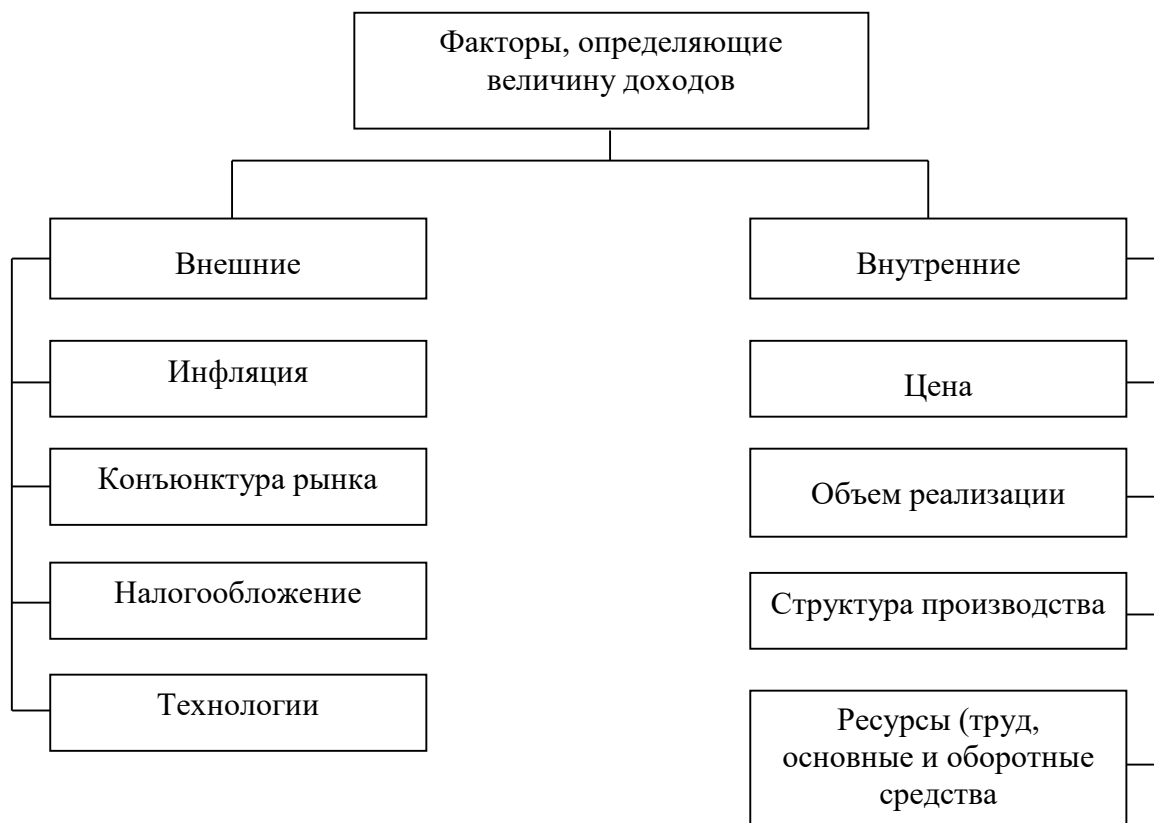 Факторы, определяющие
величину доходов
Внешние
Инфляция
Конъюнктура рынка
Налогообложение
Технологии
Внутренние
Цена
Объем реализации
Структура производства
Ресурсы (труд,
основные и оборотные
средства